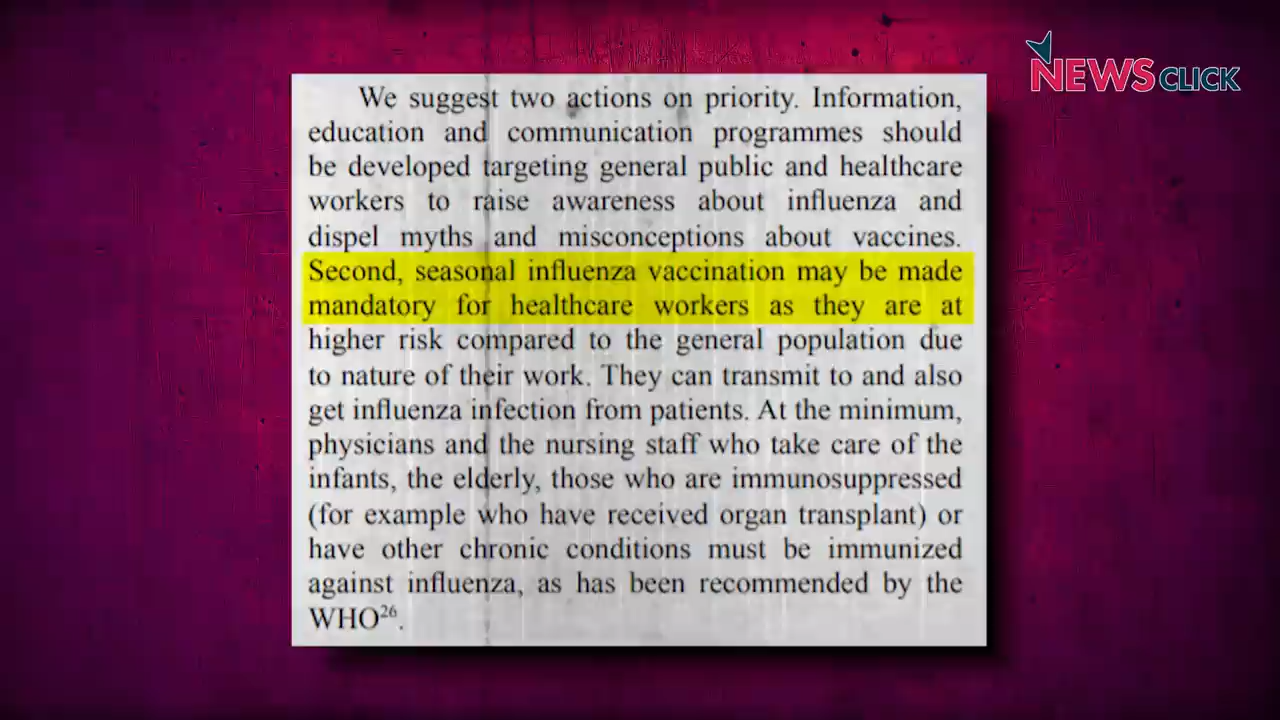 NEWSCLICK
We suggest two actions on priority. Information,
education and communication programmes should
be developed targeting general public and healthcare
workers to raise awareness about influenza and
dispel myths and misconceptions about vaccines.
Second, seasonal influenza vaccination may be made
mandatory for healthcare workers as they are at
higher risk compared to the general population due
to nature of their work. They can transmit to and also
get influenza infection from patients. At the minimum,
physicians and the nursing staff who take care of the
infants, the elderly, those who are immunosuppressed
(for example who have received organ transplant) or
have other chronic conditions must be immunized
against influenza, as has been recommended by the
WHO²⁶.